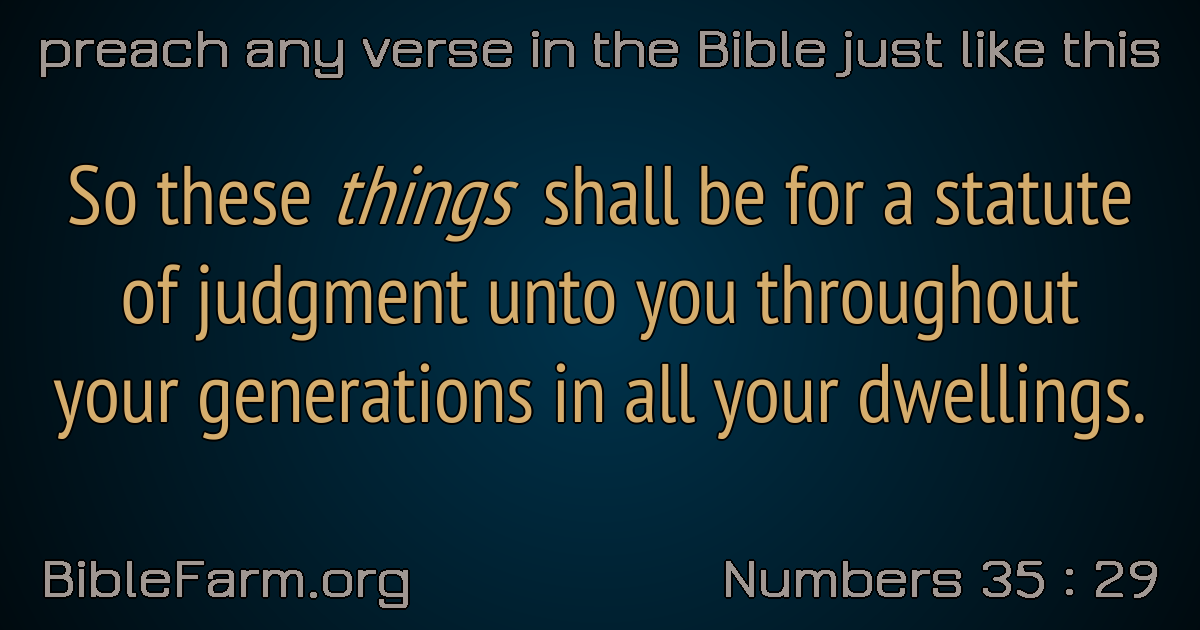 preach any verse in the Bible just like this
So these things shall be for a statute
of judgment unto you throughout
your generations in all your dwellings.
BibleFarm.org
Numbers 35 : 29